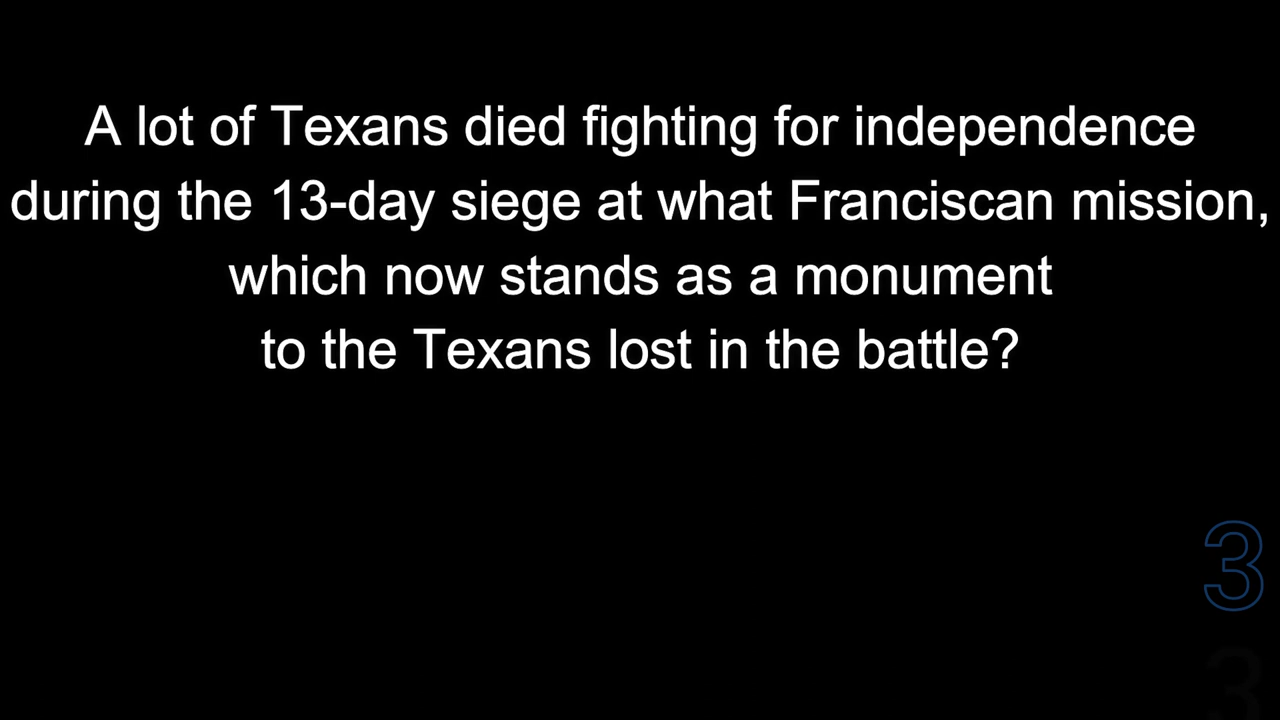 A lot of Texans died fighting for independence
during the 13-day siege at what Franciscan mission,
which now stands as a monument
to the Texans lost in the battle?
3
3